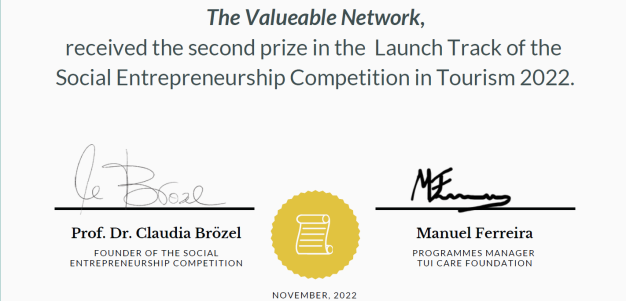 The Valueable Network,
received the second prize in the Launch Track of the
Social Entrepreneurship Competition in Tourism 2022.
Prof. Dr. Claudia Brözel
Manuel Ferreira
FOUNDER OF THE SOCIAL
ENTREPRENEURSHIP COMPETITION
PROGRAMMES MANAGER
TUI CARE FOUNDATION
NOVEMBER, 2022